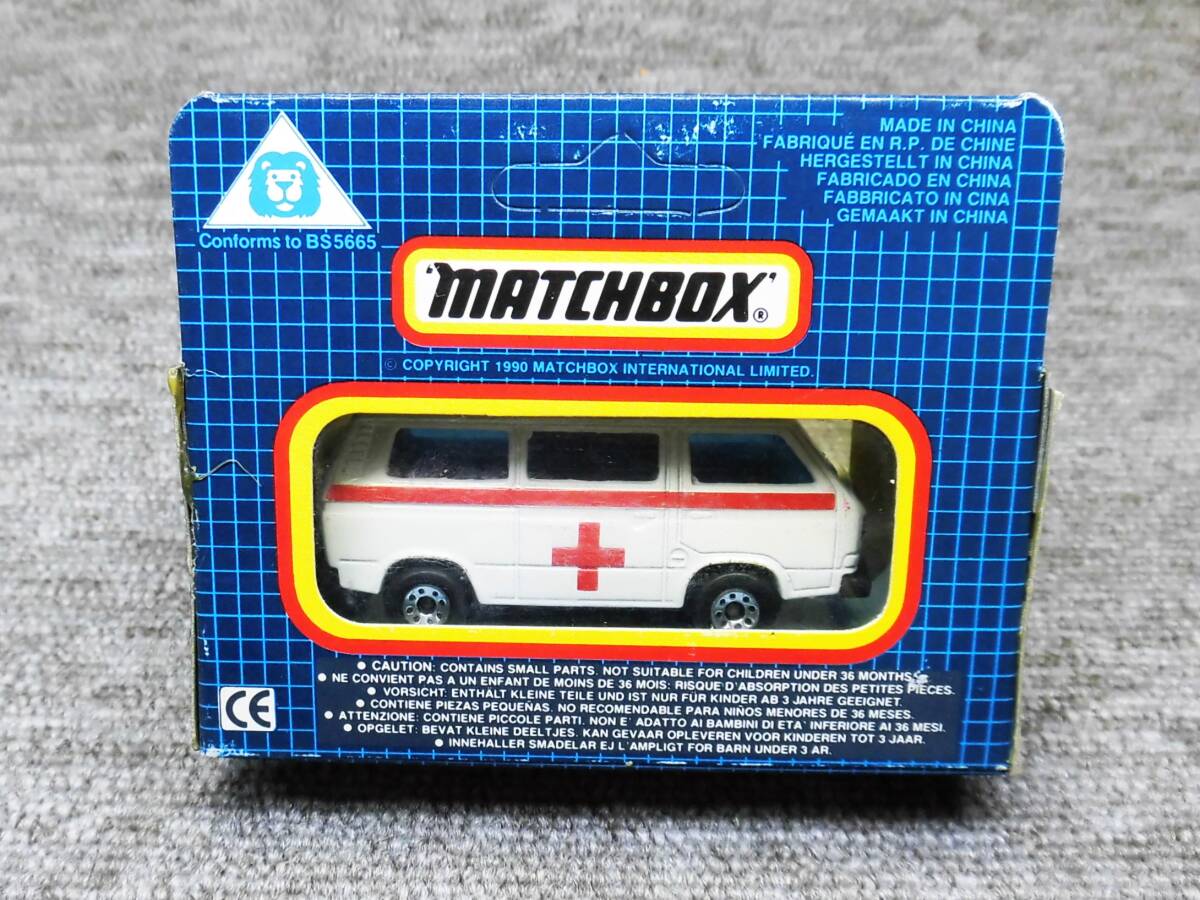 MADE IN CHINA
FABRIQUÉ EN R.P. DE CHINE
HERGESTELLT IN CHINA
FABRICADO EN CHINA
FABBRICATO IN CINA
GEMAAKT IN CHINA
Conforms to BS5665
"MATCHBOX"®
© COPYRIGHT 1990 MATCHBOX INTERNATIONAL LIMITED.
• CAUTION: CONTAINS SMALL PARTS. NOT SUITABLE FOR CHILDREN UNDER 36 MONTHS.
• NE CONVIENT PAS A UN ENFANT DE MOINS DE 36 MOIS: RISQUE D'ABSORPTION DES PETITES PIECES.
• VORSICHT: ENTHÄLT KLEINE TEILE UND IST NUR FÜR KINDER AB 3 JAHRE GEEIGNET.
• CONTIENE PIEZAS PEQUEÑAS. NO RECOMENDABLE PARA NIÑOS MENORES DE 36 MESES.
• ATTENZIONE: CONTIENE PICCOLE PARTI. NON E' ADATTO AI BAMBINI DI ETA' INFERIORE AI 36 MESI.
• OPGELET: BEVAT KLEINE DEELTJES. KAN GEVAAR OPLEVEREN VOOR KINDEREN TOT 3 JAAR.
• INNEHALLER SMADELAR EJ L'AMPLIGT FOR BARN UNDER 3 AR.
CE